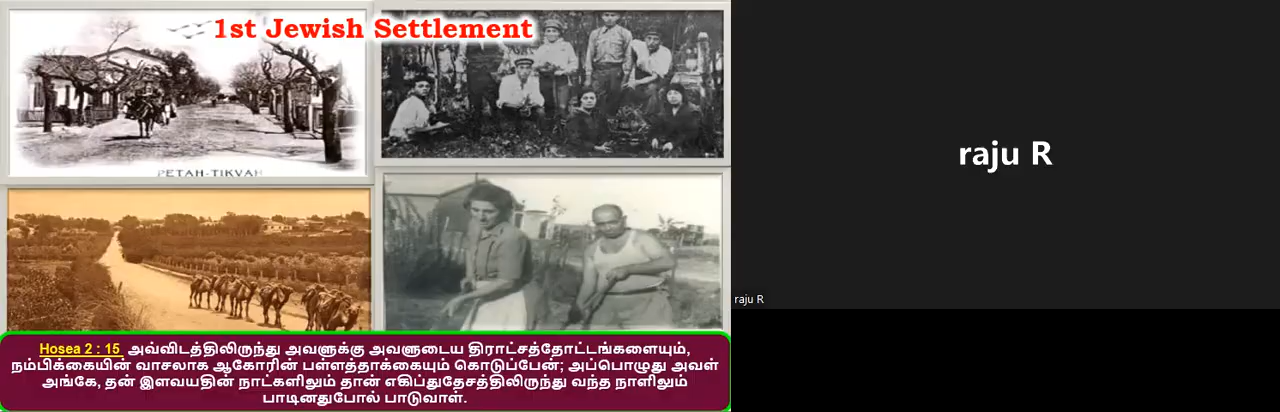 1st Jewish Settlement
PETAH-TIKVAH
Hosea 2 : 15 அவ்விடத்திலிருந்து அவளுக்கு அவளுடைய திராட்சத்தோட்டங்களையும்,
நம்பிக்கையின் வாசலாக ஆகோரின் பள்ளத்தாக்கையும் கொடுப்பேன்; அப்பொழுது அவள்
அங்கே, தன் இளவயதின் நாட்களிலும் தான் எகிப்துதேசத்திலிருந்து வந்த நாளிலும்
பாடினதுபோல் பாடுவாள்.
raju R
raju R